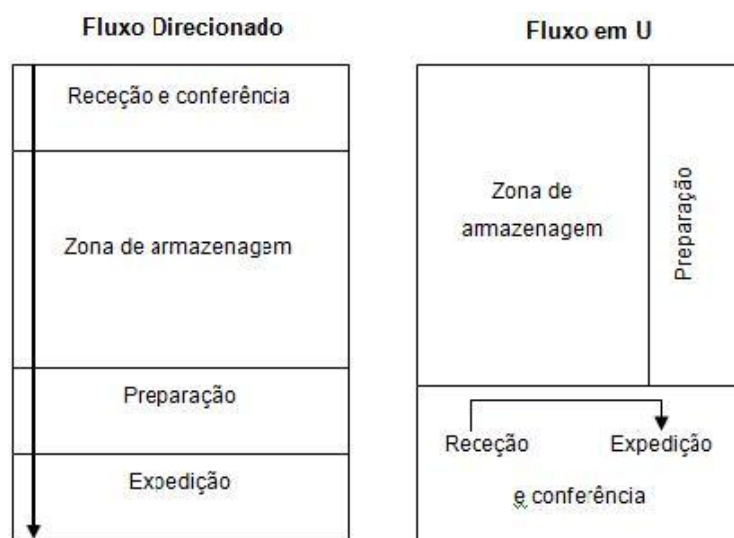 Fluxo Direcionado
Receção e conferência
Zona de armazenagem
Preparação
Expedição
Fluxo em U
Zona de
armazenagem
Preparação
Receção Expedição
e conferência